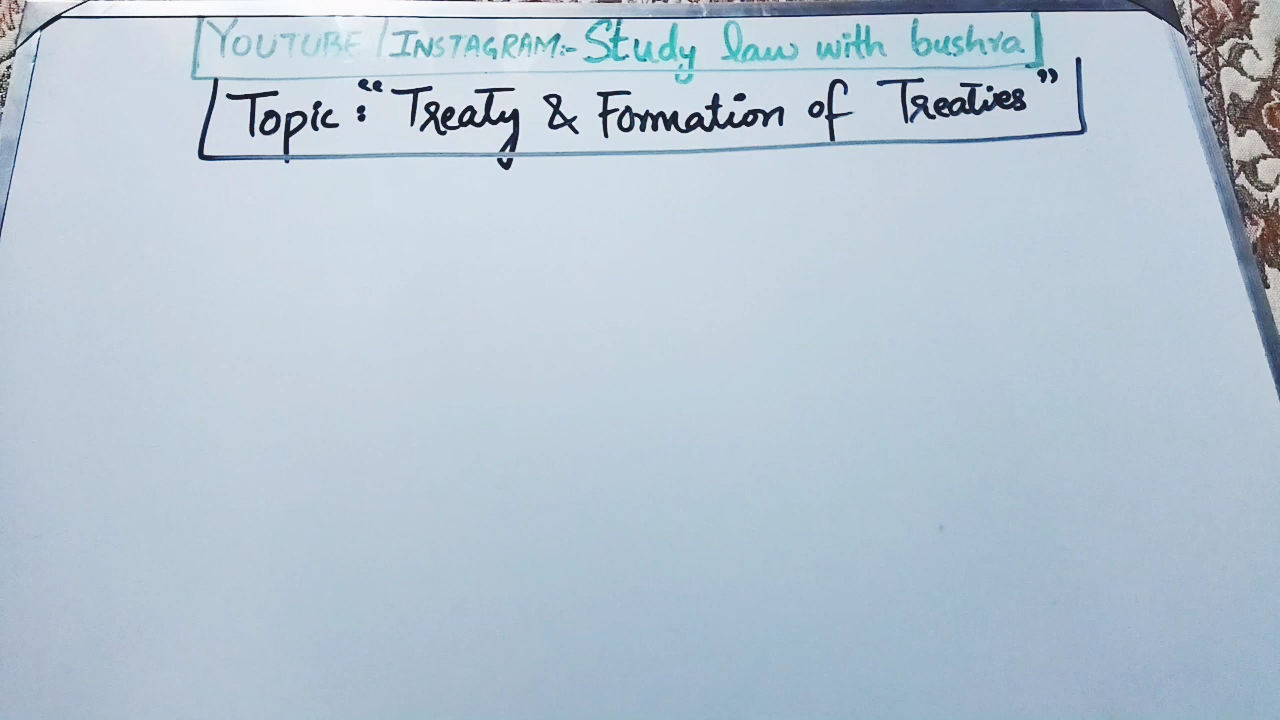 [YOUTUBE / INSTAGRAM:- Study law with bushra]
Topic : "Treaty & Formation of Treaties"